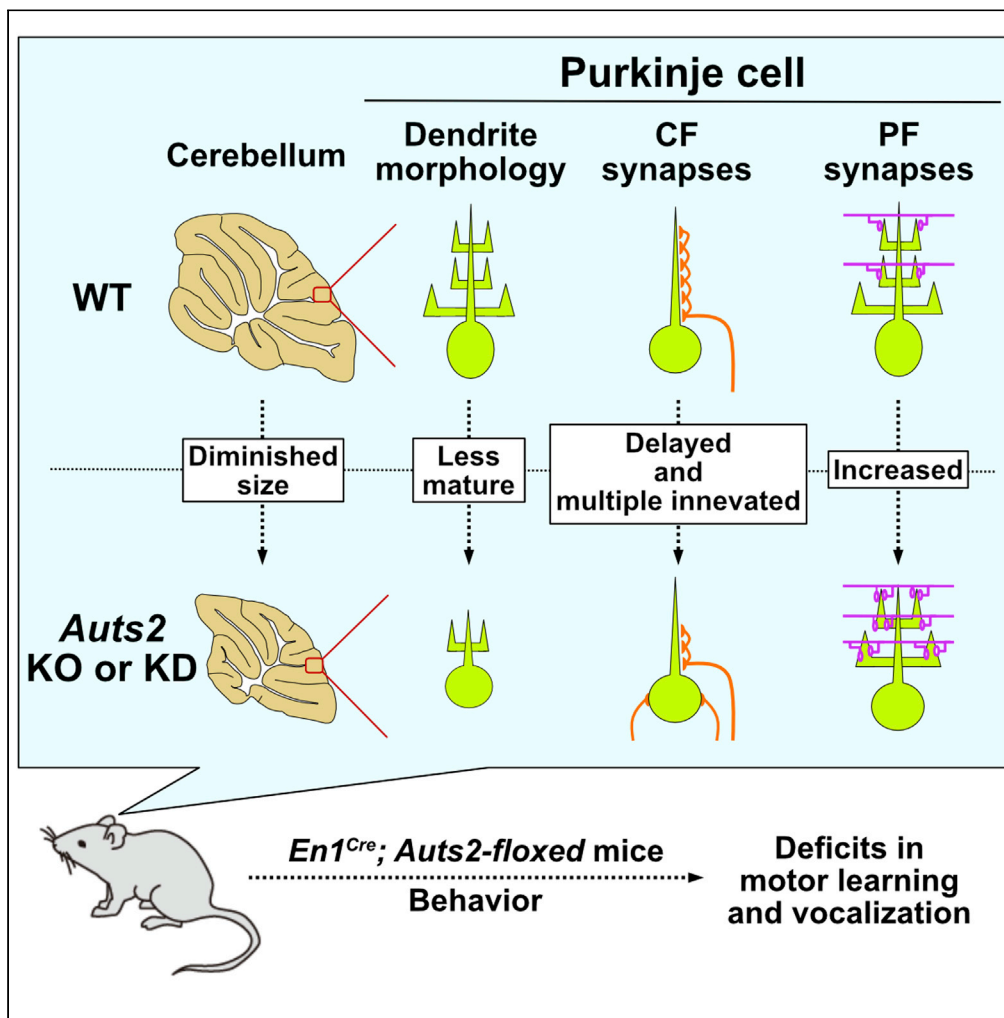 Purkinje cell
Cerebellum
Dendrite
morphology
CF
synapses
PF
synapses
WT
Diminished
size
Less
mature
Delayed
and
multiple innevated
Increased
Auts2
KO or KD
En1Cre; Auts2-floxed mice
Behavior
Deficits in
motor learning
and vocalization